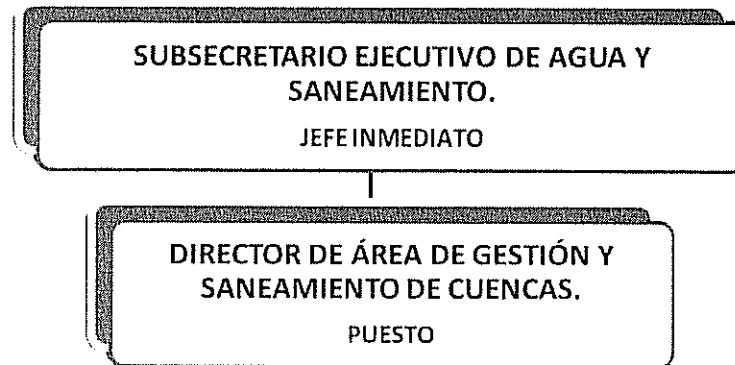 SUBSECRETARIO EJECUTIVO DE AGUA Y
SANEAMIENTO.
JEFE INMEDIATO
DIRECTOR DE ÁREA DE GESTIÓN Y
SANEAMIENTO DE CUENCAS.
PUESTO